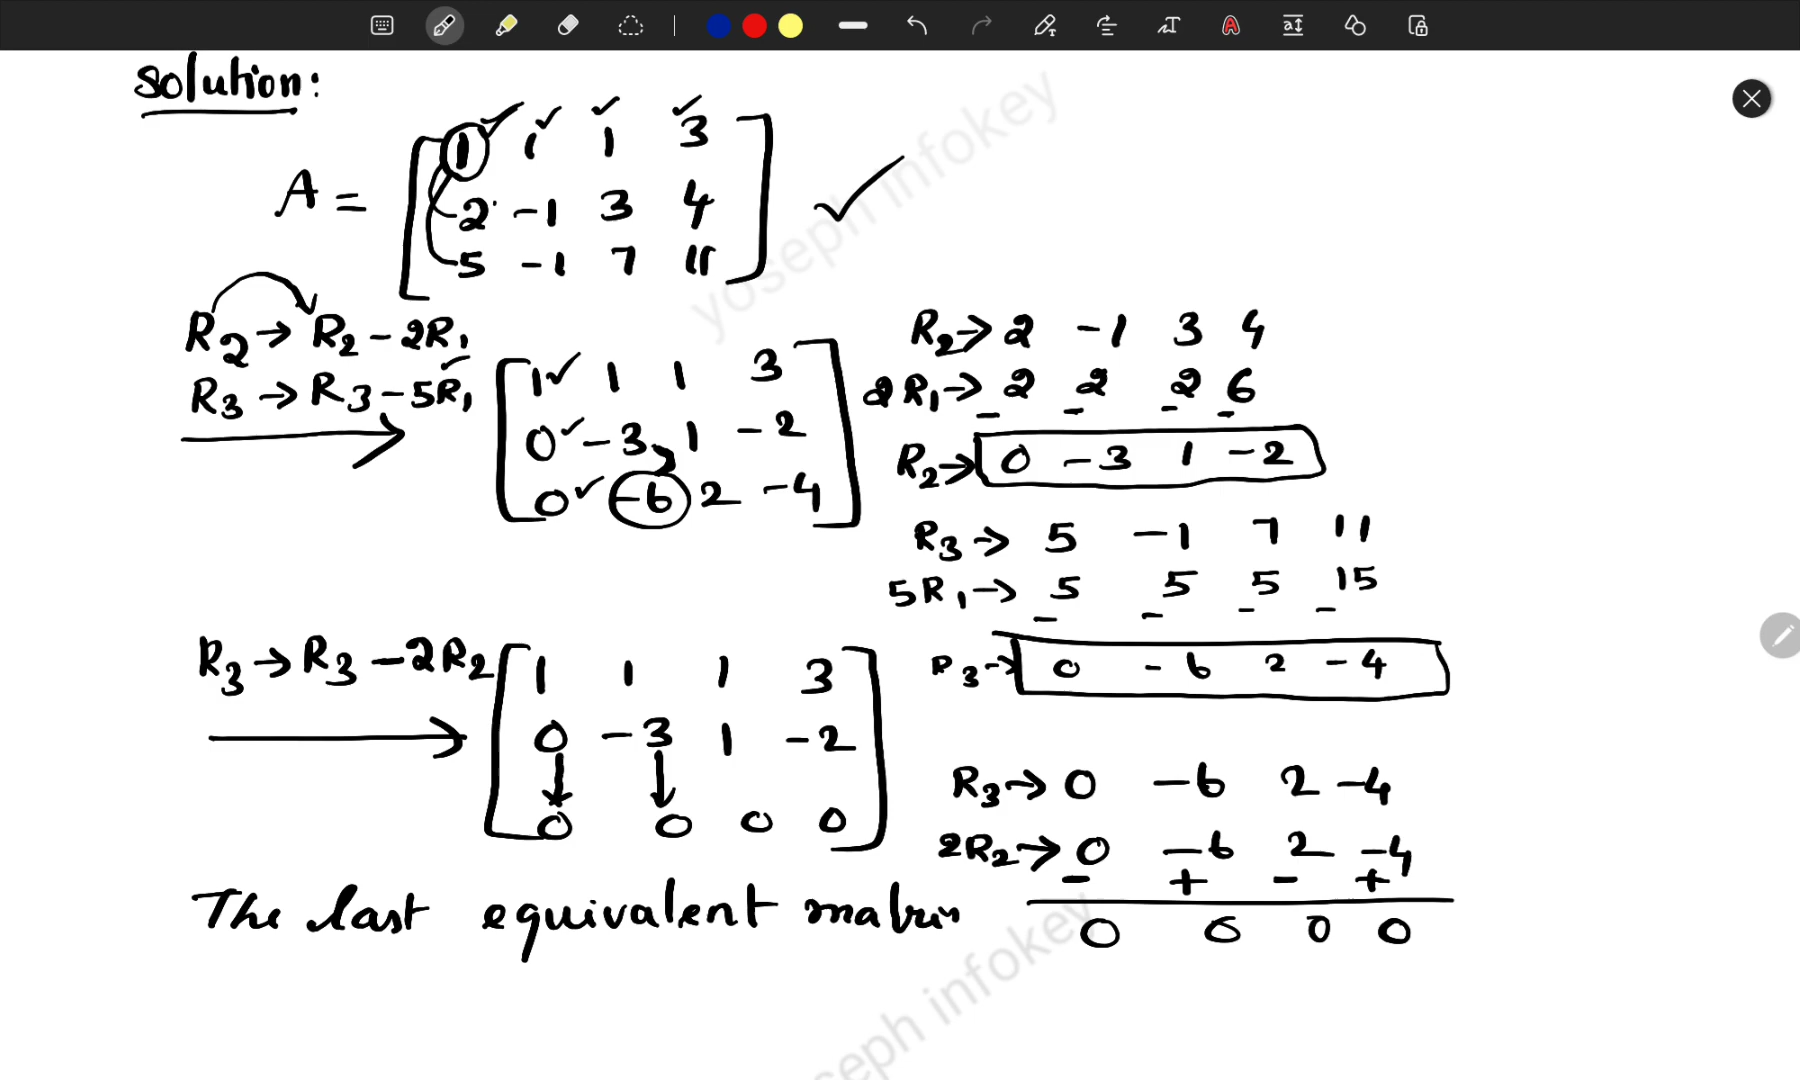 Solution:
A = [ 1 1 1 3
2 -1 3 4
5 -1 7 11 ]
R2 → R2 - 2R1
R3 → R3 - 5R1
[ 1 1 1 3
0 -3 1 -2
0 -6 2 -4 ]
R2 → 2 -1 3 4
2R1 → 2 2 2 6
- - - -
R2 → 0 -3 1 -2
R3 → 5 -1 7 11
5R1 → 5 5 5 15
- - - -
R3 → 0 -6 2 -4
R3 → R3 - 2R2
[ 1 1 1 3
0 -3 1 -2
0 0 0 0 ]
R3 → 0 -6 2 -4
2R2 → 0 -6 2 -4
- + - +
0 0 0 0
The last equivalent matrix
yoseph infokey
yoseph infokey